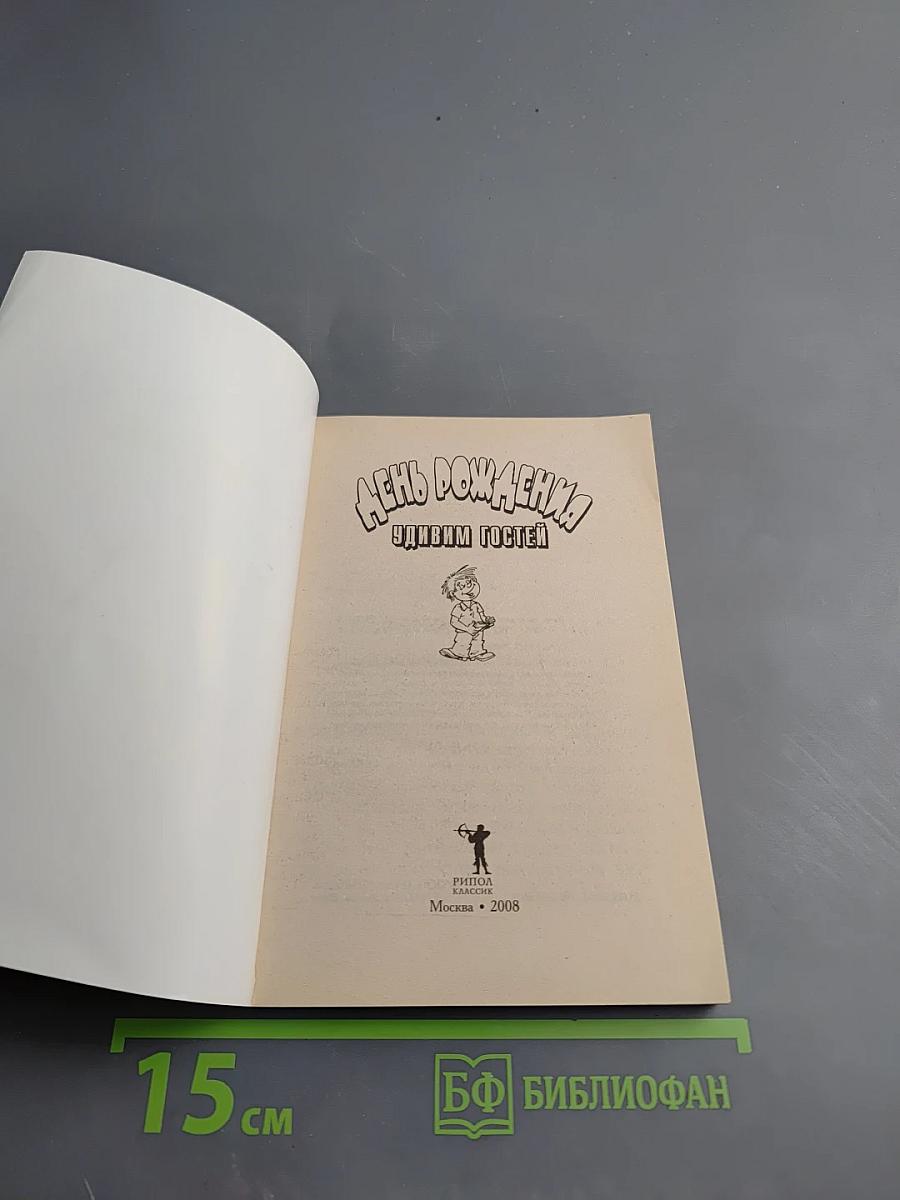 ДЕНЬ РОЖДЕНИЯ
УДИВИМ ГОСТЕЙ
РИПОЛ
КЛАССИК
Москва • 2008
15 см
БФ БИБЛИОФАН